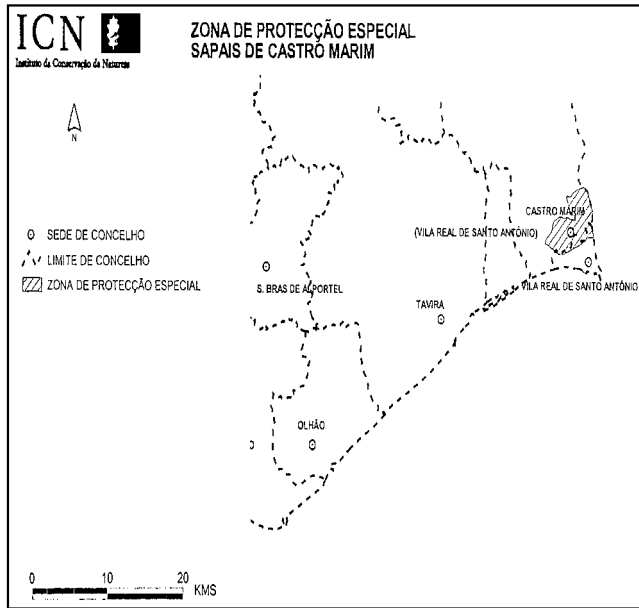 ICN
Instituto da Conservação da Natureza
ZONA DE PROTECÇÃO ESPECIAL
SAPAIS DE CASTRO MARIM
N
CASTRO MARIM
(VILA REAL DE SANTO ANTÓNIO)
SEDE DE CONCELHO
LIMITE DE CONCELHO
ZONA DE PROTECÇÃO ESPECIAL
S. BRAS DE ALPORTEL
VILA REAL DE SANTO ANTÓNIO
TAVIRA
OLHÃO
0 10 20
KMS